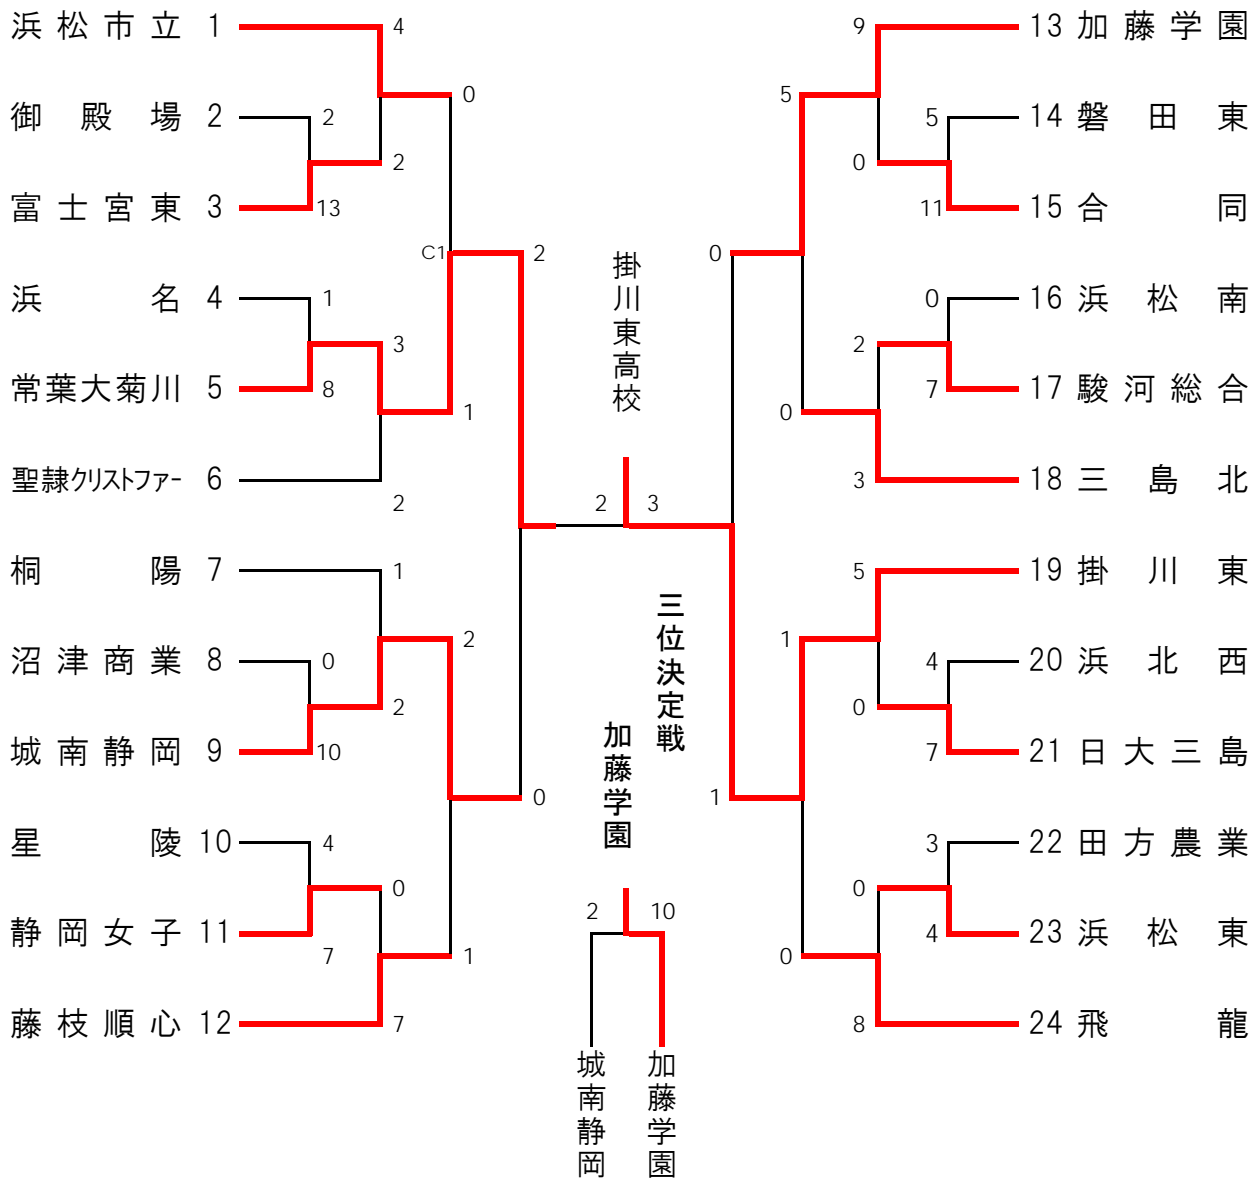 浜松市立 1
4
御殿場 2
2
0
富士宮東 3
13
2
C1
2
浜名 4
1
3
常葉大菊川 5
8
1
聖隷クリストファー 6
2
桐陽 7
1
2
沼津商業 8
0
2
城南静岡 9
10
0
星陵 10
4
0
静岡女子 11
7
1
藤枝順心 12
7
掛川東高校
2 3
三位決定戦
加藤学園
2 10
城南静岡
加藤学園
9
13 加藤学園
5
5
14 磐田東
0
11
15 合同
0
0
16 浜松南
2
7
17 駿河総合
0
3
18 三島北
5
19 掛川東
1
4
20 浜北西
0
7
21 日大三島
1
3
22 田方農業
0
4
23 浜松東
0
8
24 飛龍